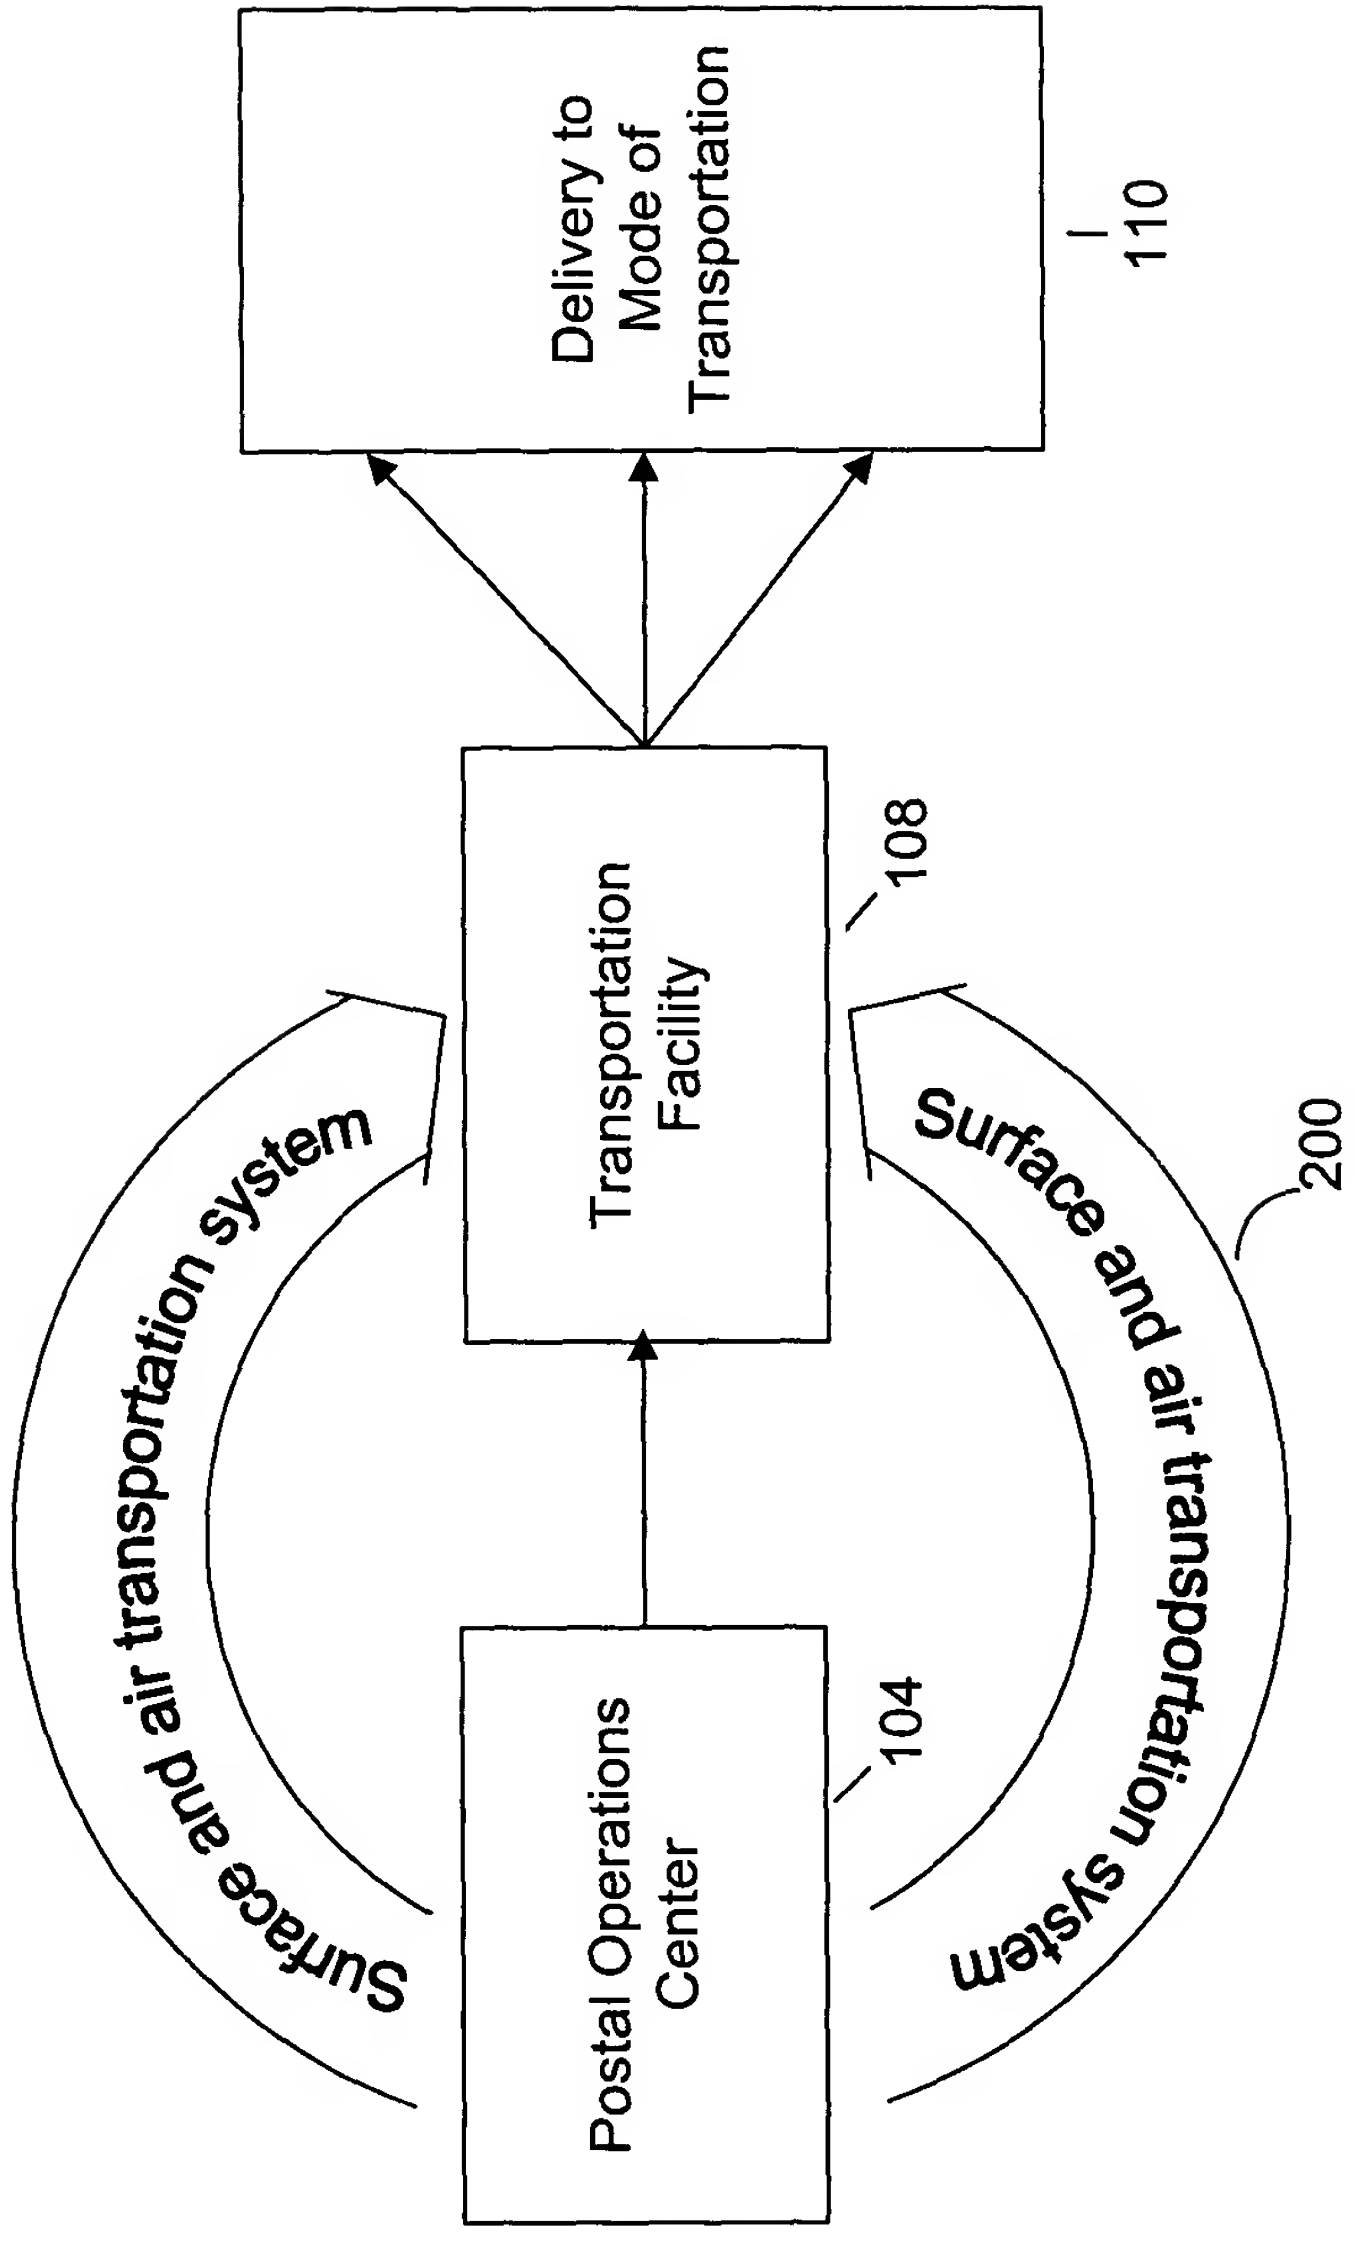 Surface and air transportation system
Postal Operations
Center
104
Transportation
Facility
108
Delivery to
Mode of
Transportation
110
Surface and air transportation system
200